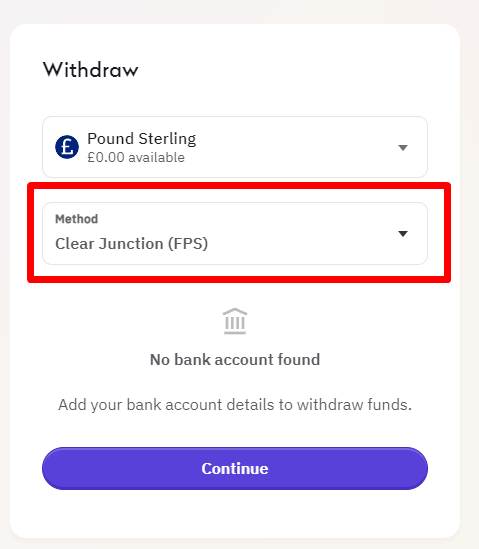 Withdraw
£
Pound Sterling
£0.00 available
Method
Clear Junction (FPS)
No bank account found
Add your bank account details to withdraw funds.
Continue